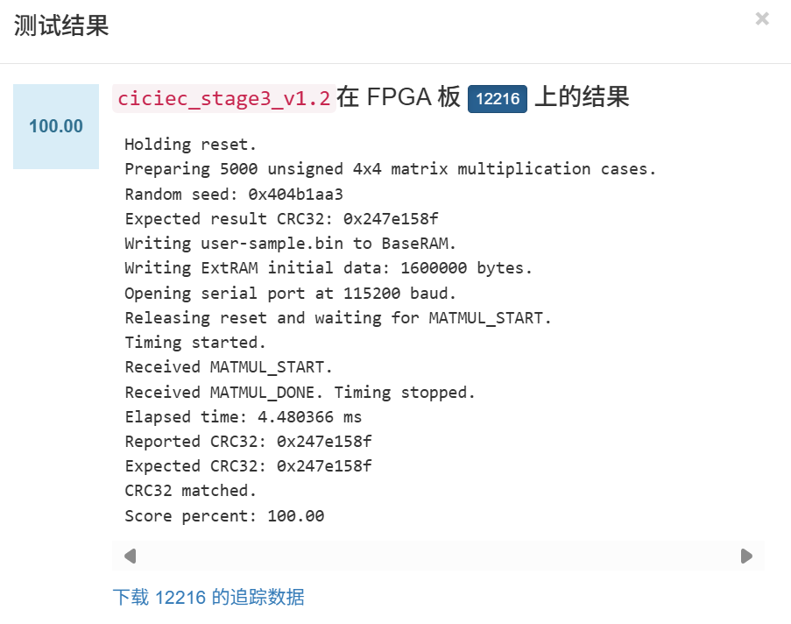 测试结果
×
100.00
ciciec_stage3_v1.2 在 FPGA 板 12216 上的结果
Holding reset.
Preparing 5000 unsigned 4x4 matrix multiplication cases.
Random seed: 0x404b1aa3
Expected result CRC32: 0x247e158f
Writing user-sample.bin to BaseRAM.
Writing ExtRAM initial data: 1600000 bytes.
Opening serial port at 115200 baud.
Releasing reset and waiting for MATMUL_START.
Timing started.
Received MATMUL_START.
Received MATMUL_DONE. Timing stopped.
Elapsed time: 4.480366 ms
Reported CRC32: 0x247e158f
Expected CRC32: 0x247e158f
CRC32 matched.
Score percent: 100.00
下载 12216 的追踪数据